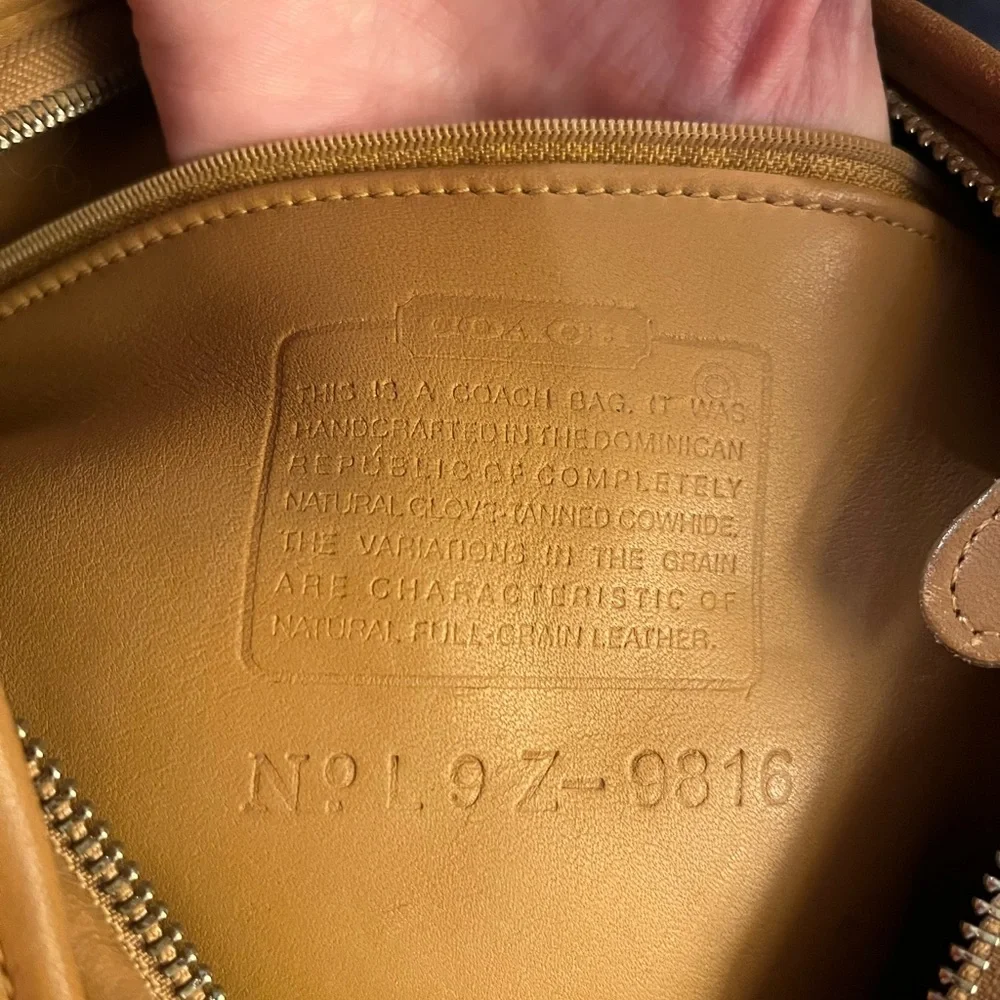 COACH
®
THIS IS A COACH BAG. IT WAS
HANDCRAFTED IN THE DOMINICAN
REPUBLIC OF COMPLETELY
NATURAL GLOVE-TANNED COWHIDE.
THE VARIATIONS IN THE GRAIN
ARE CHARACTERISTIC OF
NATURAL FULL-GRAIN LEATHER.
Nº L9Z-9816